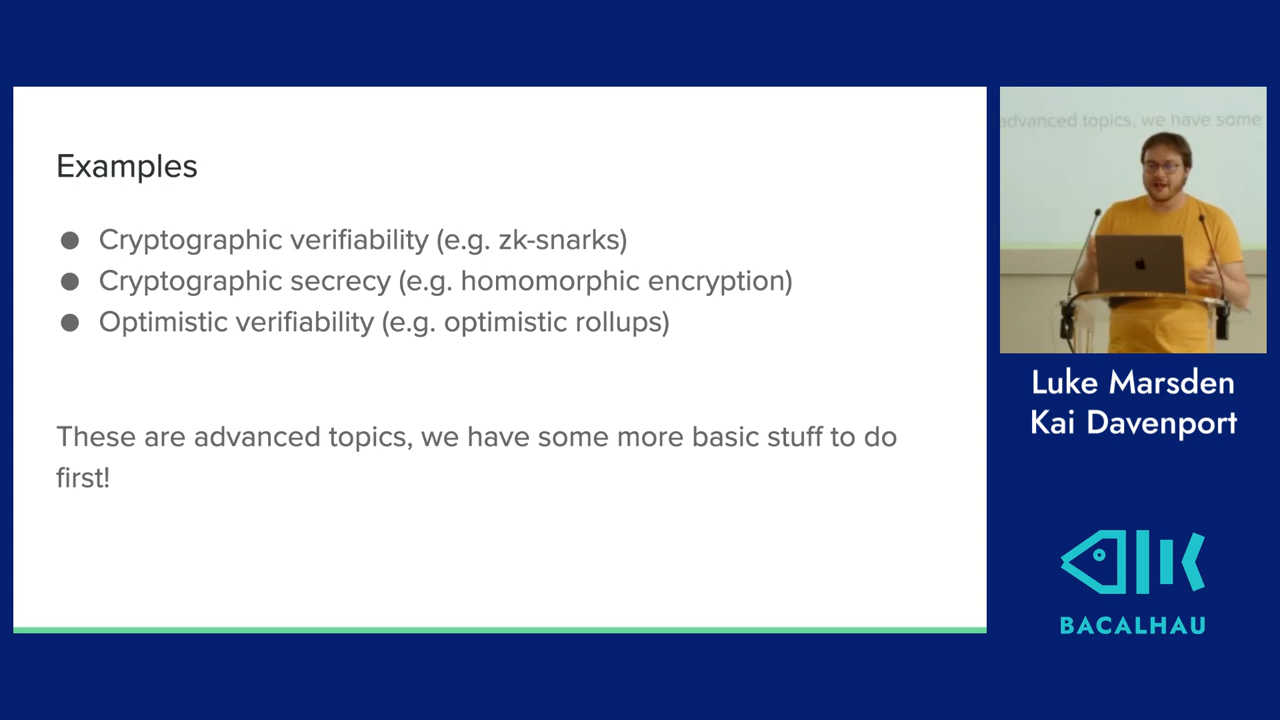 Examples
● Cryptographic verifiability (e.g. zk-snarks)
● Cryptographic secrecy (e.g. homomorphic encryption)
● Optimistic verifiability (e.g. optimistic rollups)
These are advanced topics, we have some more basic stuff to do
first!
advanced topics, we have some
Luke Marsden
Kai Davenport
BACALHAU